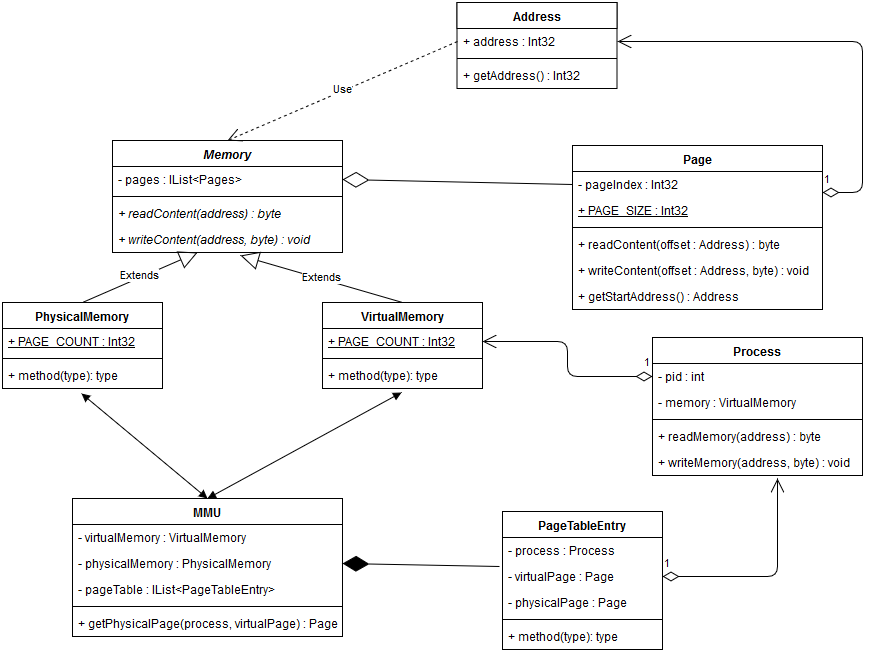 Address
+ address : Int32
+ getAddress() : Int32
Use
Memory
- pages : IList<Pages>
+ readContent(address) : byte
+ writeContent(address, byte) : void
Page
- pageIndex : Int32
+ PAGE_SIZE : Int32
+ readContent(offset : Address) : byte
+ writeContent(offset : Address, byte) : void
+ getStartAddress() : Address
1
Extends
Extends
PhysicalMemory
+ PAGE_COUNT : Int32
+ method(type): type
VirtualMemory
+ PAGE_COUNT : Int32
+ method(type): type
1
Process
- pid : int
- memory : VirtualMemory
+ readMemory(address) : byte
+ writeMemory(address, byte) : void
MMU
- virtualMemory : VirtualMemory
- physicalMemory : PhysicalMemory
- pageTable : IList<PageTableEntry>
+ getPhysicalPage(process, virtualPage) : Page
PageTableEntry
- process : Process
- virtualPage : Page
- physicalPage : Page
+ method(type): type
1